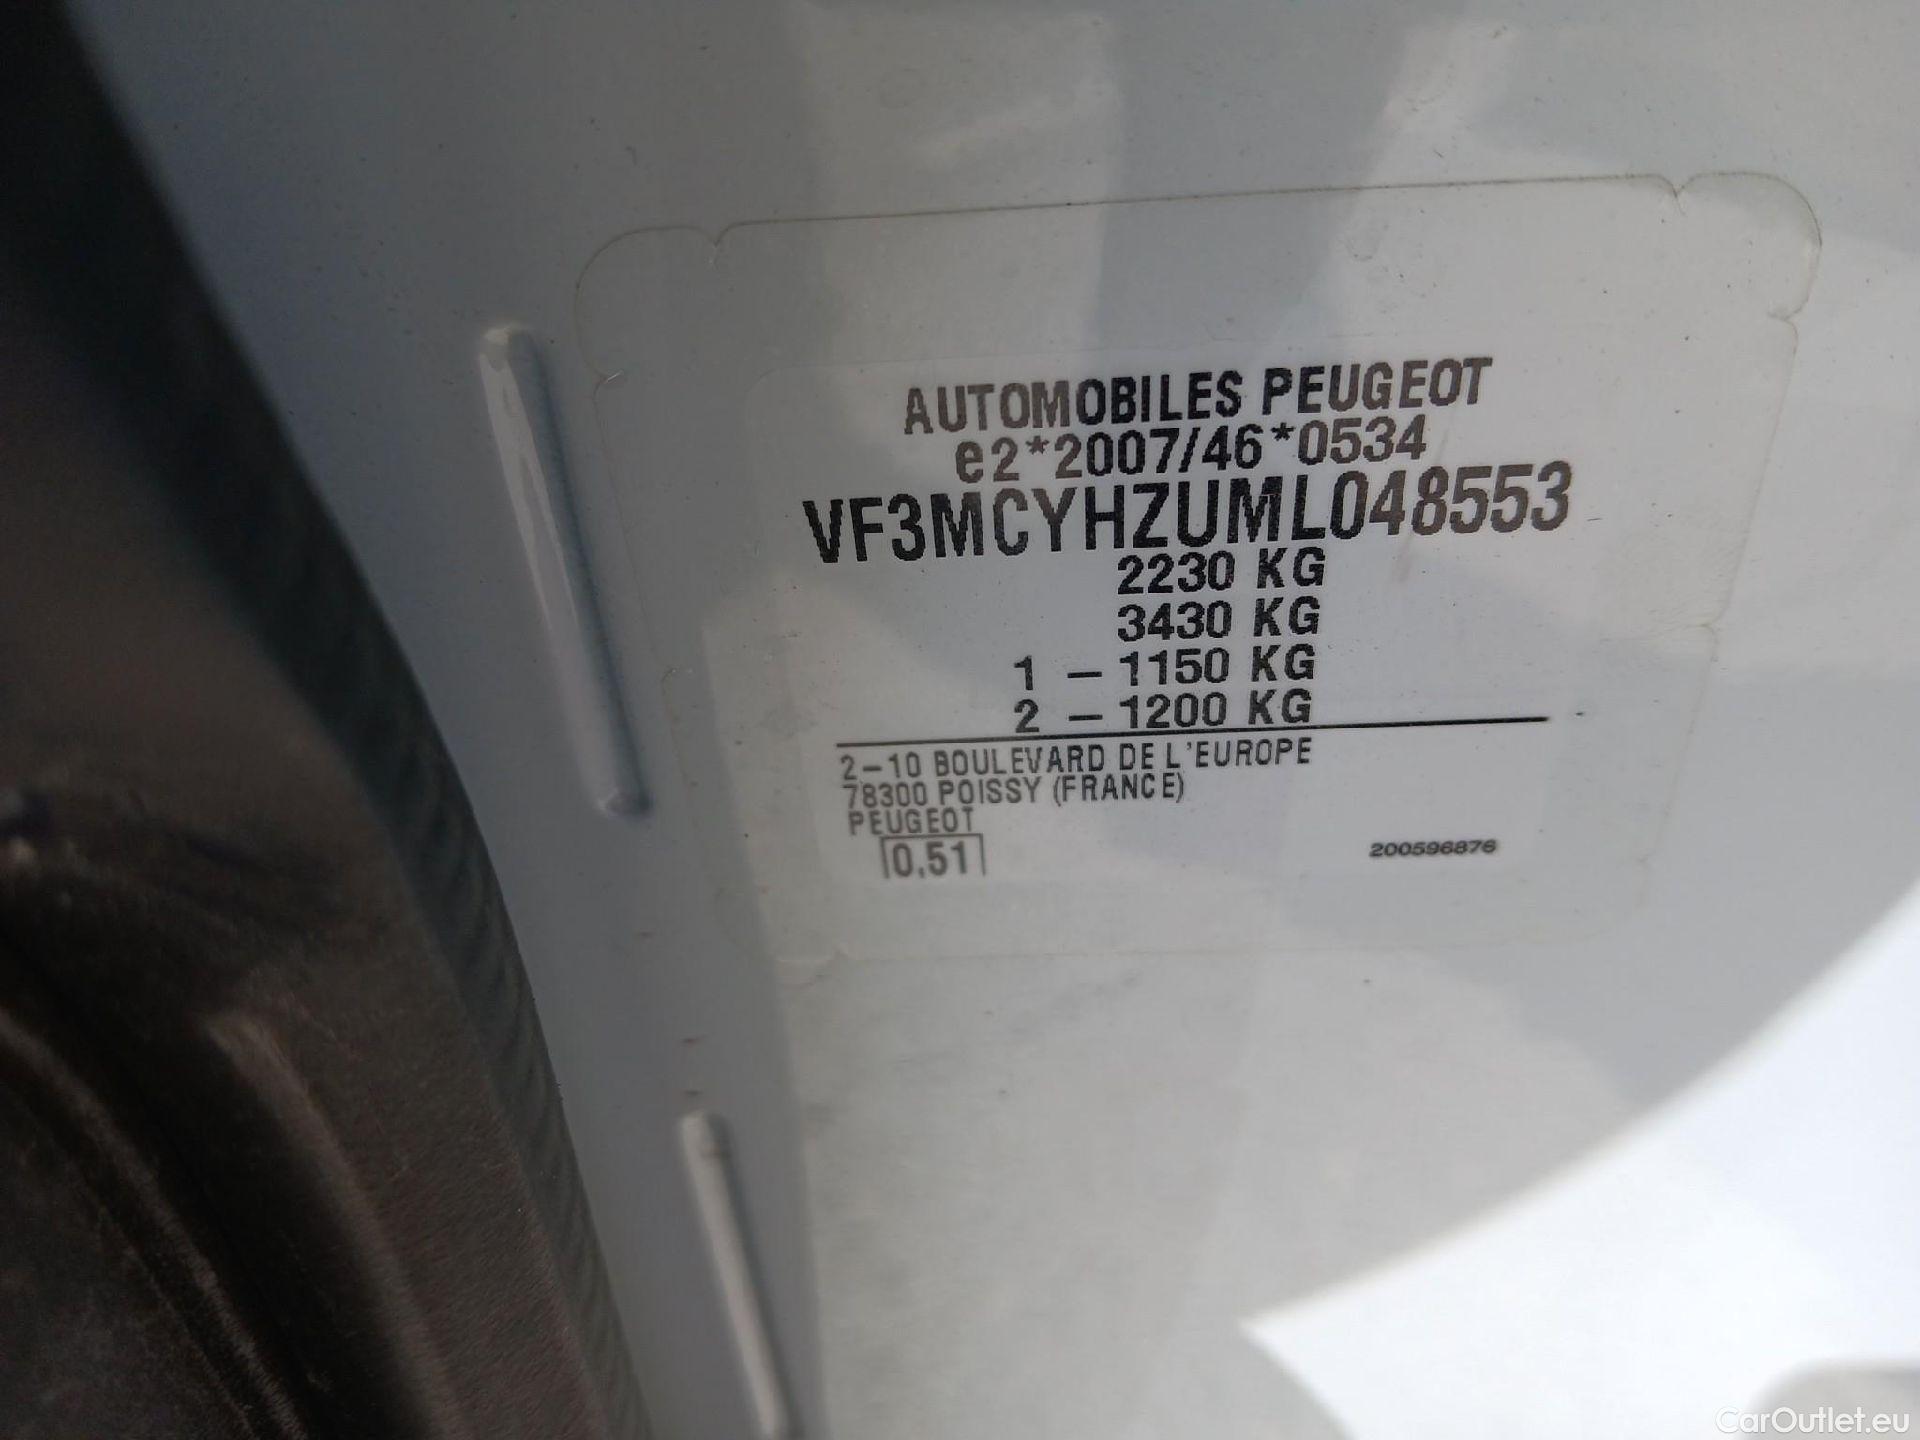 AUTOMOBILES PEUGEOT
e2*2007/46*0534
VF3MCYHZUML048553
2230 KG
3430 KG
1 - 1150 KG
2 - 1200 KG
2-10 BOULEVARD DE L'EUROPE
78300 POISSY (FRANCE)
PEUGEOT
0.51
200596876
CarOutlet.eu